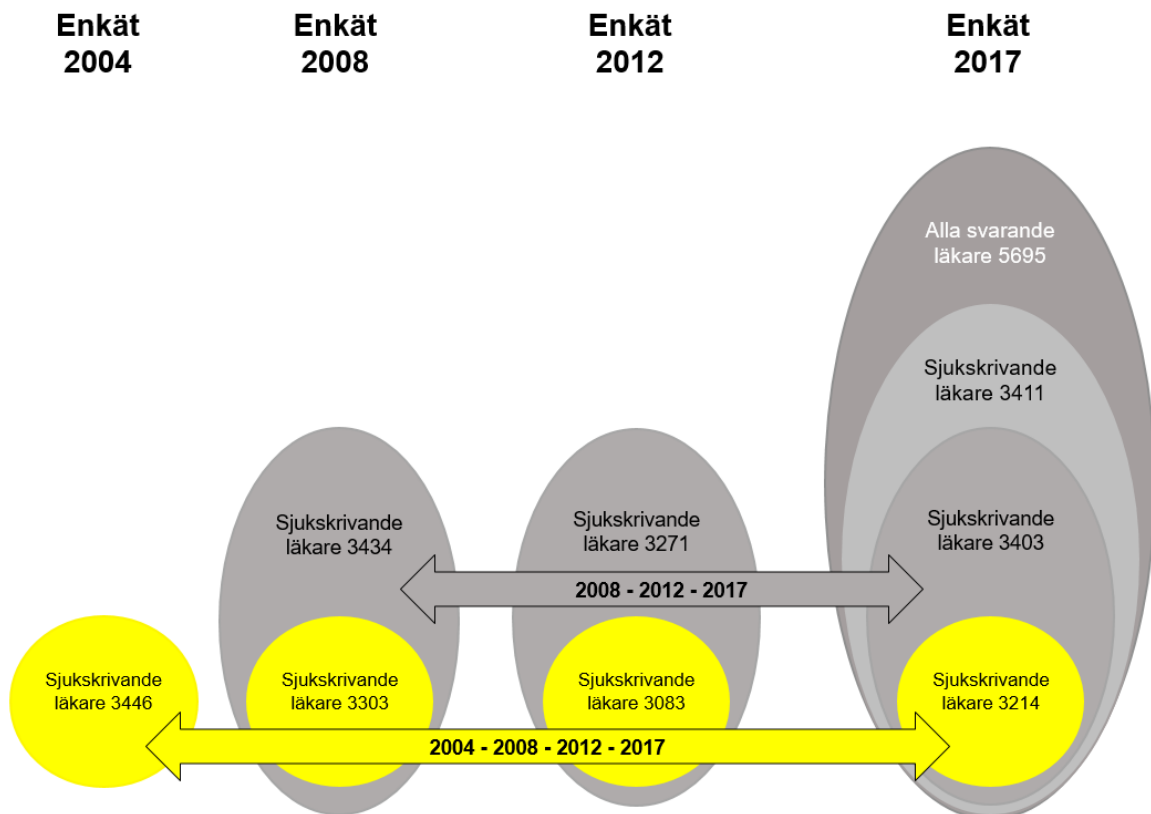 Enkät
2004
Enkät
2008
Enkät
2012
Enkät
2017
Alla svarande
läkare 5695
Sjukskrivande
läkare 3411
Sjukskrivande
läkare 3434
Sjukskrivande
läkare 3271
Sjukskrivande
läkare 3403
2008 - 2012 - 2017
Sjukskrivande
läkare 3446
Sjukskrivande
läkare 3303
Sjukskrivande
läkare 3083
Sjukskrivande
läkare 3214
2004 - 2008 - 2012 - 2017